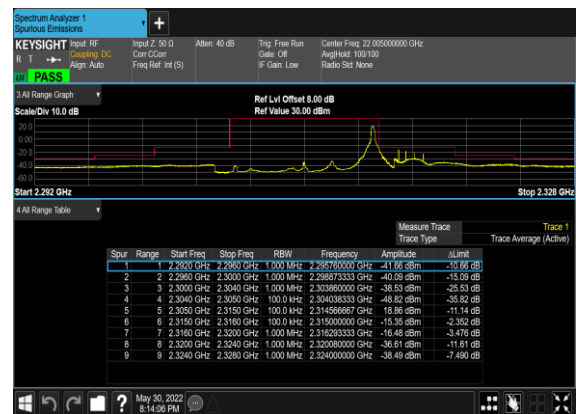 Spectrum Analyzer 1
Spurious Emissions
KEYSIGHT Input: RF Input Z: 50 Ω Atten: 40 dB Trig: Free Run Center Freq: 22.005000000 GHz
R T Coupling: DC Corr CCorr Gate: Off Avg|Hold: 100/100
Align: Auto Freq Ref: Int (S) IF Gain: Low Radio Std: None
LM PASS
3 All Range Graph
Ref Lvl Offset 8.00 dB
Scale/Div 10.0 dB Ref Value 30.00 dBm
20.0
0.00
-20.0
-40.0
-60.0
Start 2.292 GHz Stop 2.328 GHz
4 All Range Table
Measure Trace Trace 1
Trace Type Trace Average (Active)
Spur Range Start Freq Stop Freq RBW Frequency Amplitude ΔLimit
1 1 2.2920 GHz 2.2960 GHz 1.000 MHz 2.295760000 GHz -41.66 dBm -10.66 dB
2 2 2.2960 GHz 2.3000 GHz 1.000 MHz 2.298873333 GHz -40.09 dBm -15.09 dB
3 3 2.3000 GHz 2.3040 GHz 1.000 MHz 2.303860000 GHz -38.53 dBm -25.53 dB
4 4 2.3040 GHz 2.3050 GHz 100.0 kHz 2.304038333 GHz -48.82 dBm -35.82 dB
5 5 2.3050 GHz 2.3150 GHz 100.0 kHz 2.314566667 GHz 18.86 dBm -11.14 dB
6 6 2.3150 GHz 2.3160 GHz 100.0 kHz 2.315000000 GHz -15.35 dBm -2.352 dB
7 7 2.3160 GHz 2.3200 GHz 1.000 MHz 2.316293333 GHz -16.48 dBm -3.476 dB
8 8 2.3200 GHz 2.3240 GHz 1.000 MHz 2.320080000 GHz -36.61 dBm -11.61 dB
9 9 2.3240 GHz 2.3280 GHz 1.000 MHz 2.324000000 GHz -38.49 dBm -7.490 dB
? May 30, 2022
8:14:06 PM